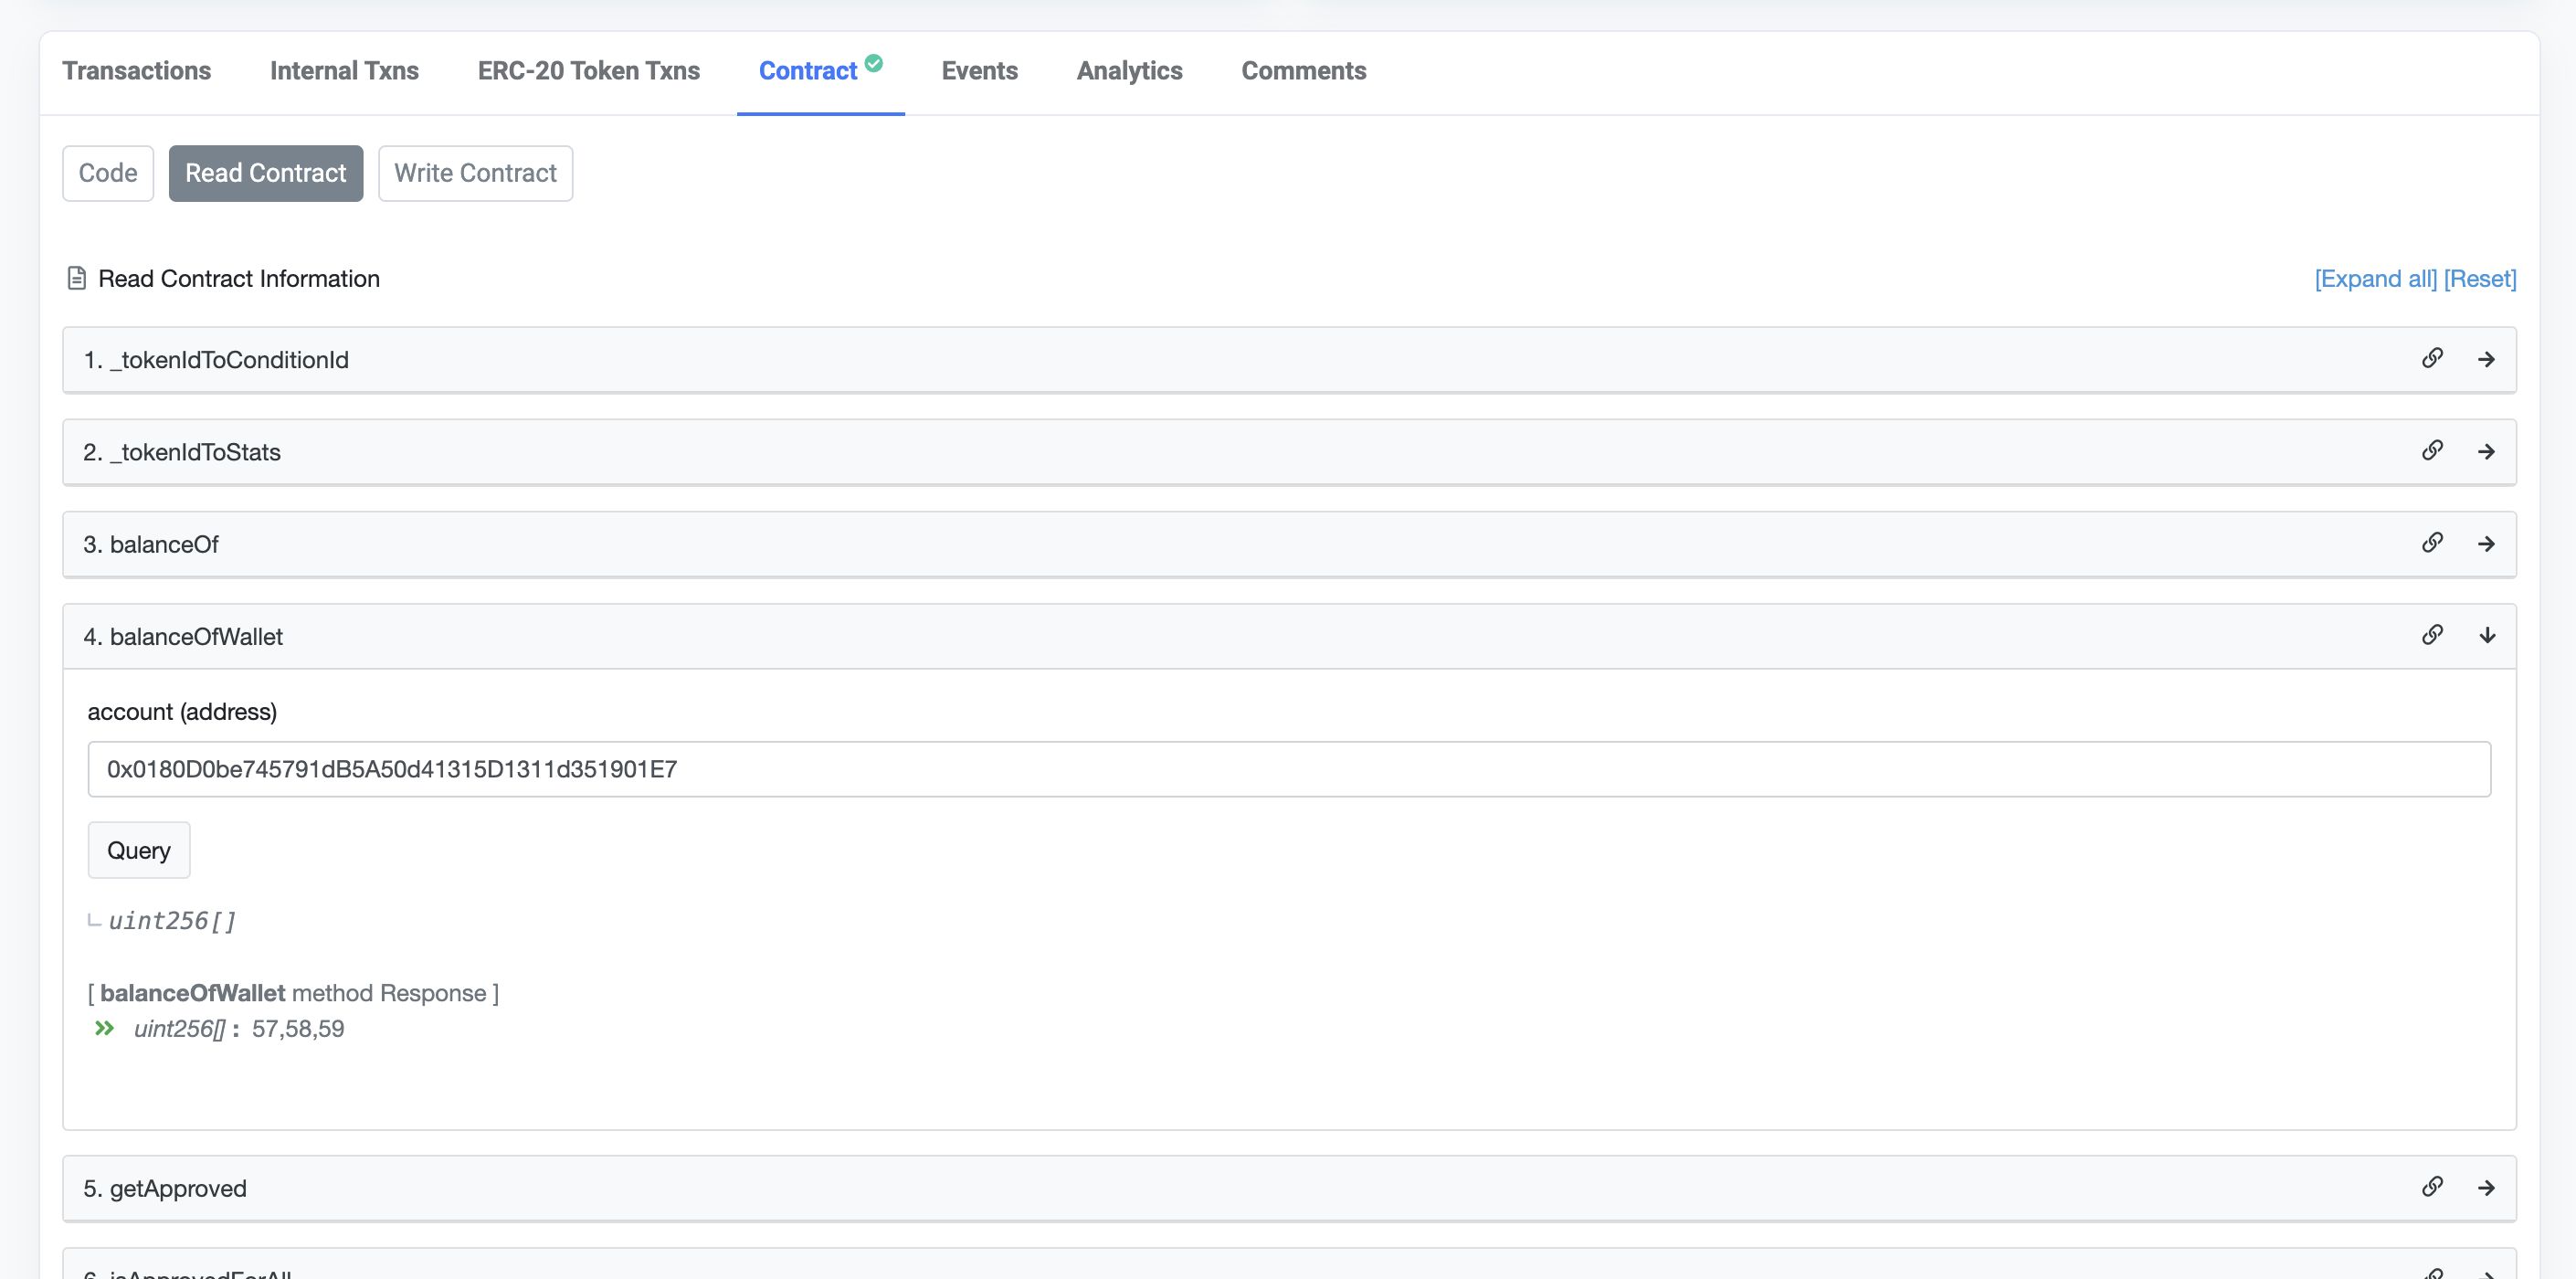 Transactions Internal Txns ERC-20 Token Txns Contract Events Analytics Comments
Code Read Contract Write Contract
Read Contract Information [Expand all] [Reset]
1. _tokenIdToConditionId
2. _tokenIdToStats
3. balanceOf
4. balanceOfWallet
account (address)
0x0180D0be745791dB5A50d41315D1311d351901E7
Query
uint256[]
[ balanceOfWallet method Response ]
uint256[] : 57,58,59
5. getApproved
6. isApprovedForAll